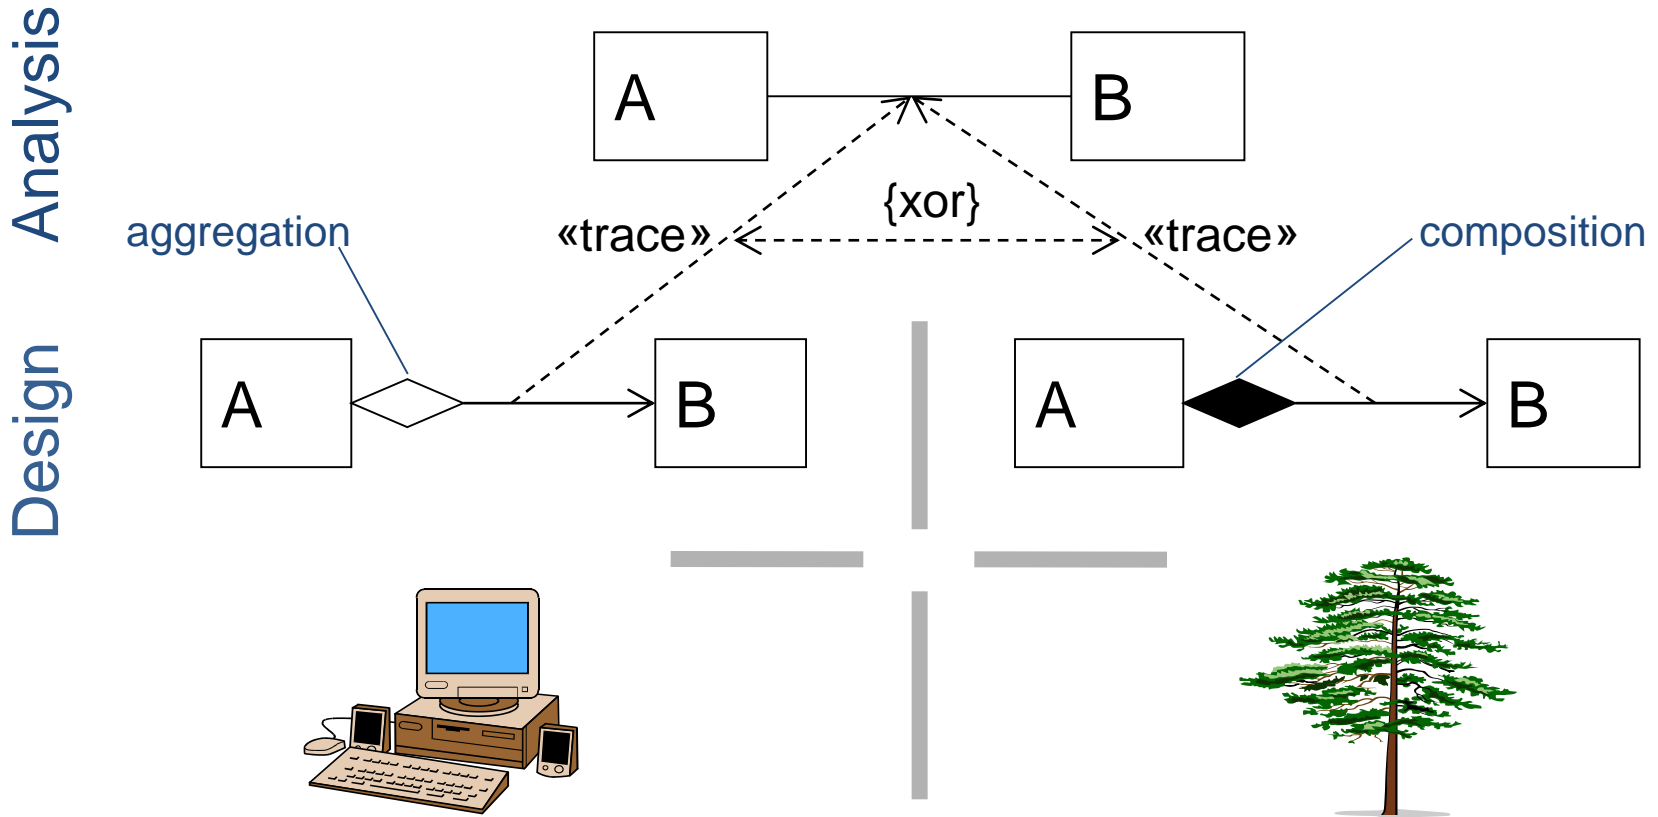 Analysis
A
B
{xor}
aggregation
«trace»
«trace»
composition
Design
A
B
A
B